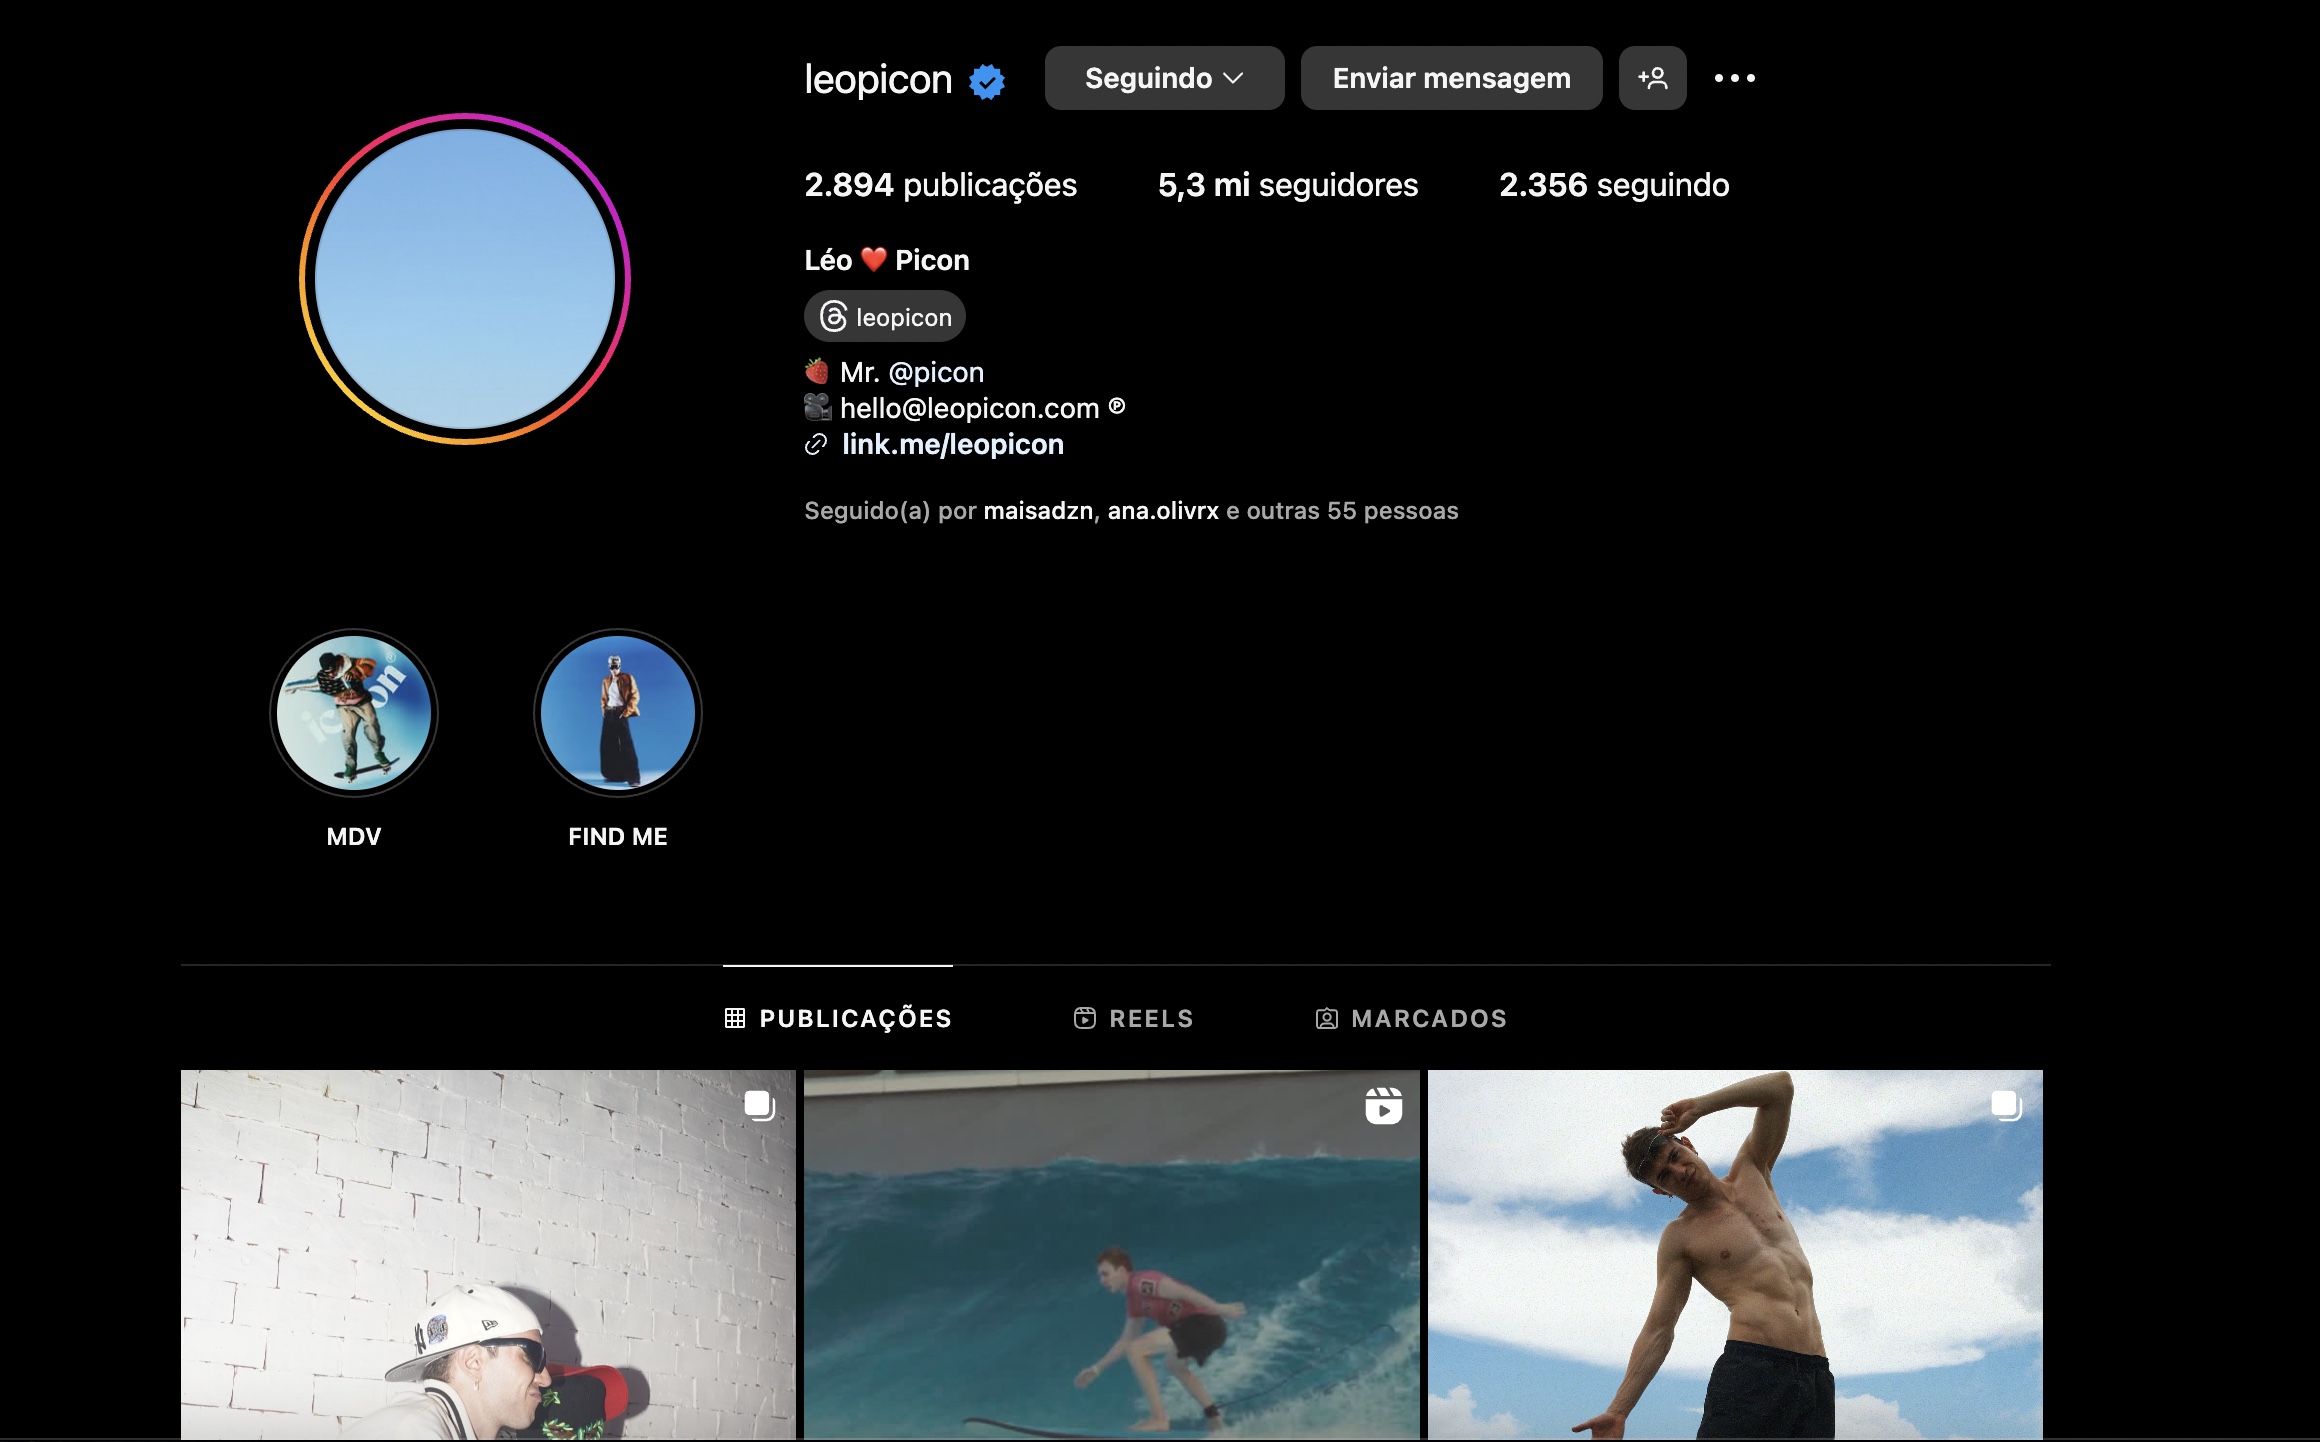 leopicon Seguindo Enviar mensagem
2.894 publicações 5,3 mi seguidores 2.356 seguindo
Léo ❤️ Picon
leopicon
🍓 Mr. @picon
🎥 hello@leopicon.com ℗
link.me/leopicon
Seguido(a) por maisadzn, ana.olivrx e outras 55 pessoas
MDV FIND ME
PUBLICAÇÕES REELS MARCADOS